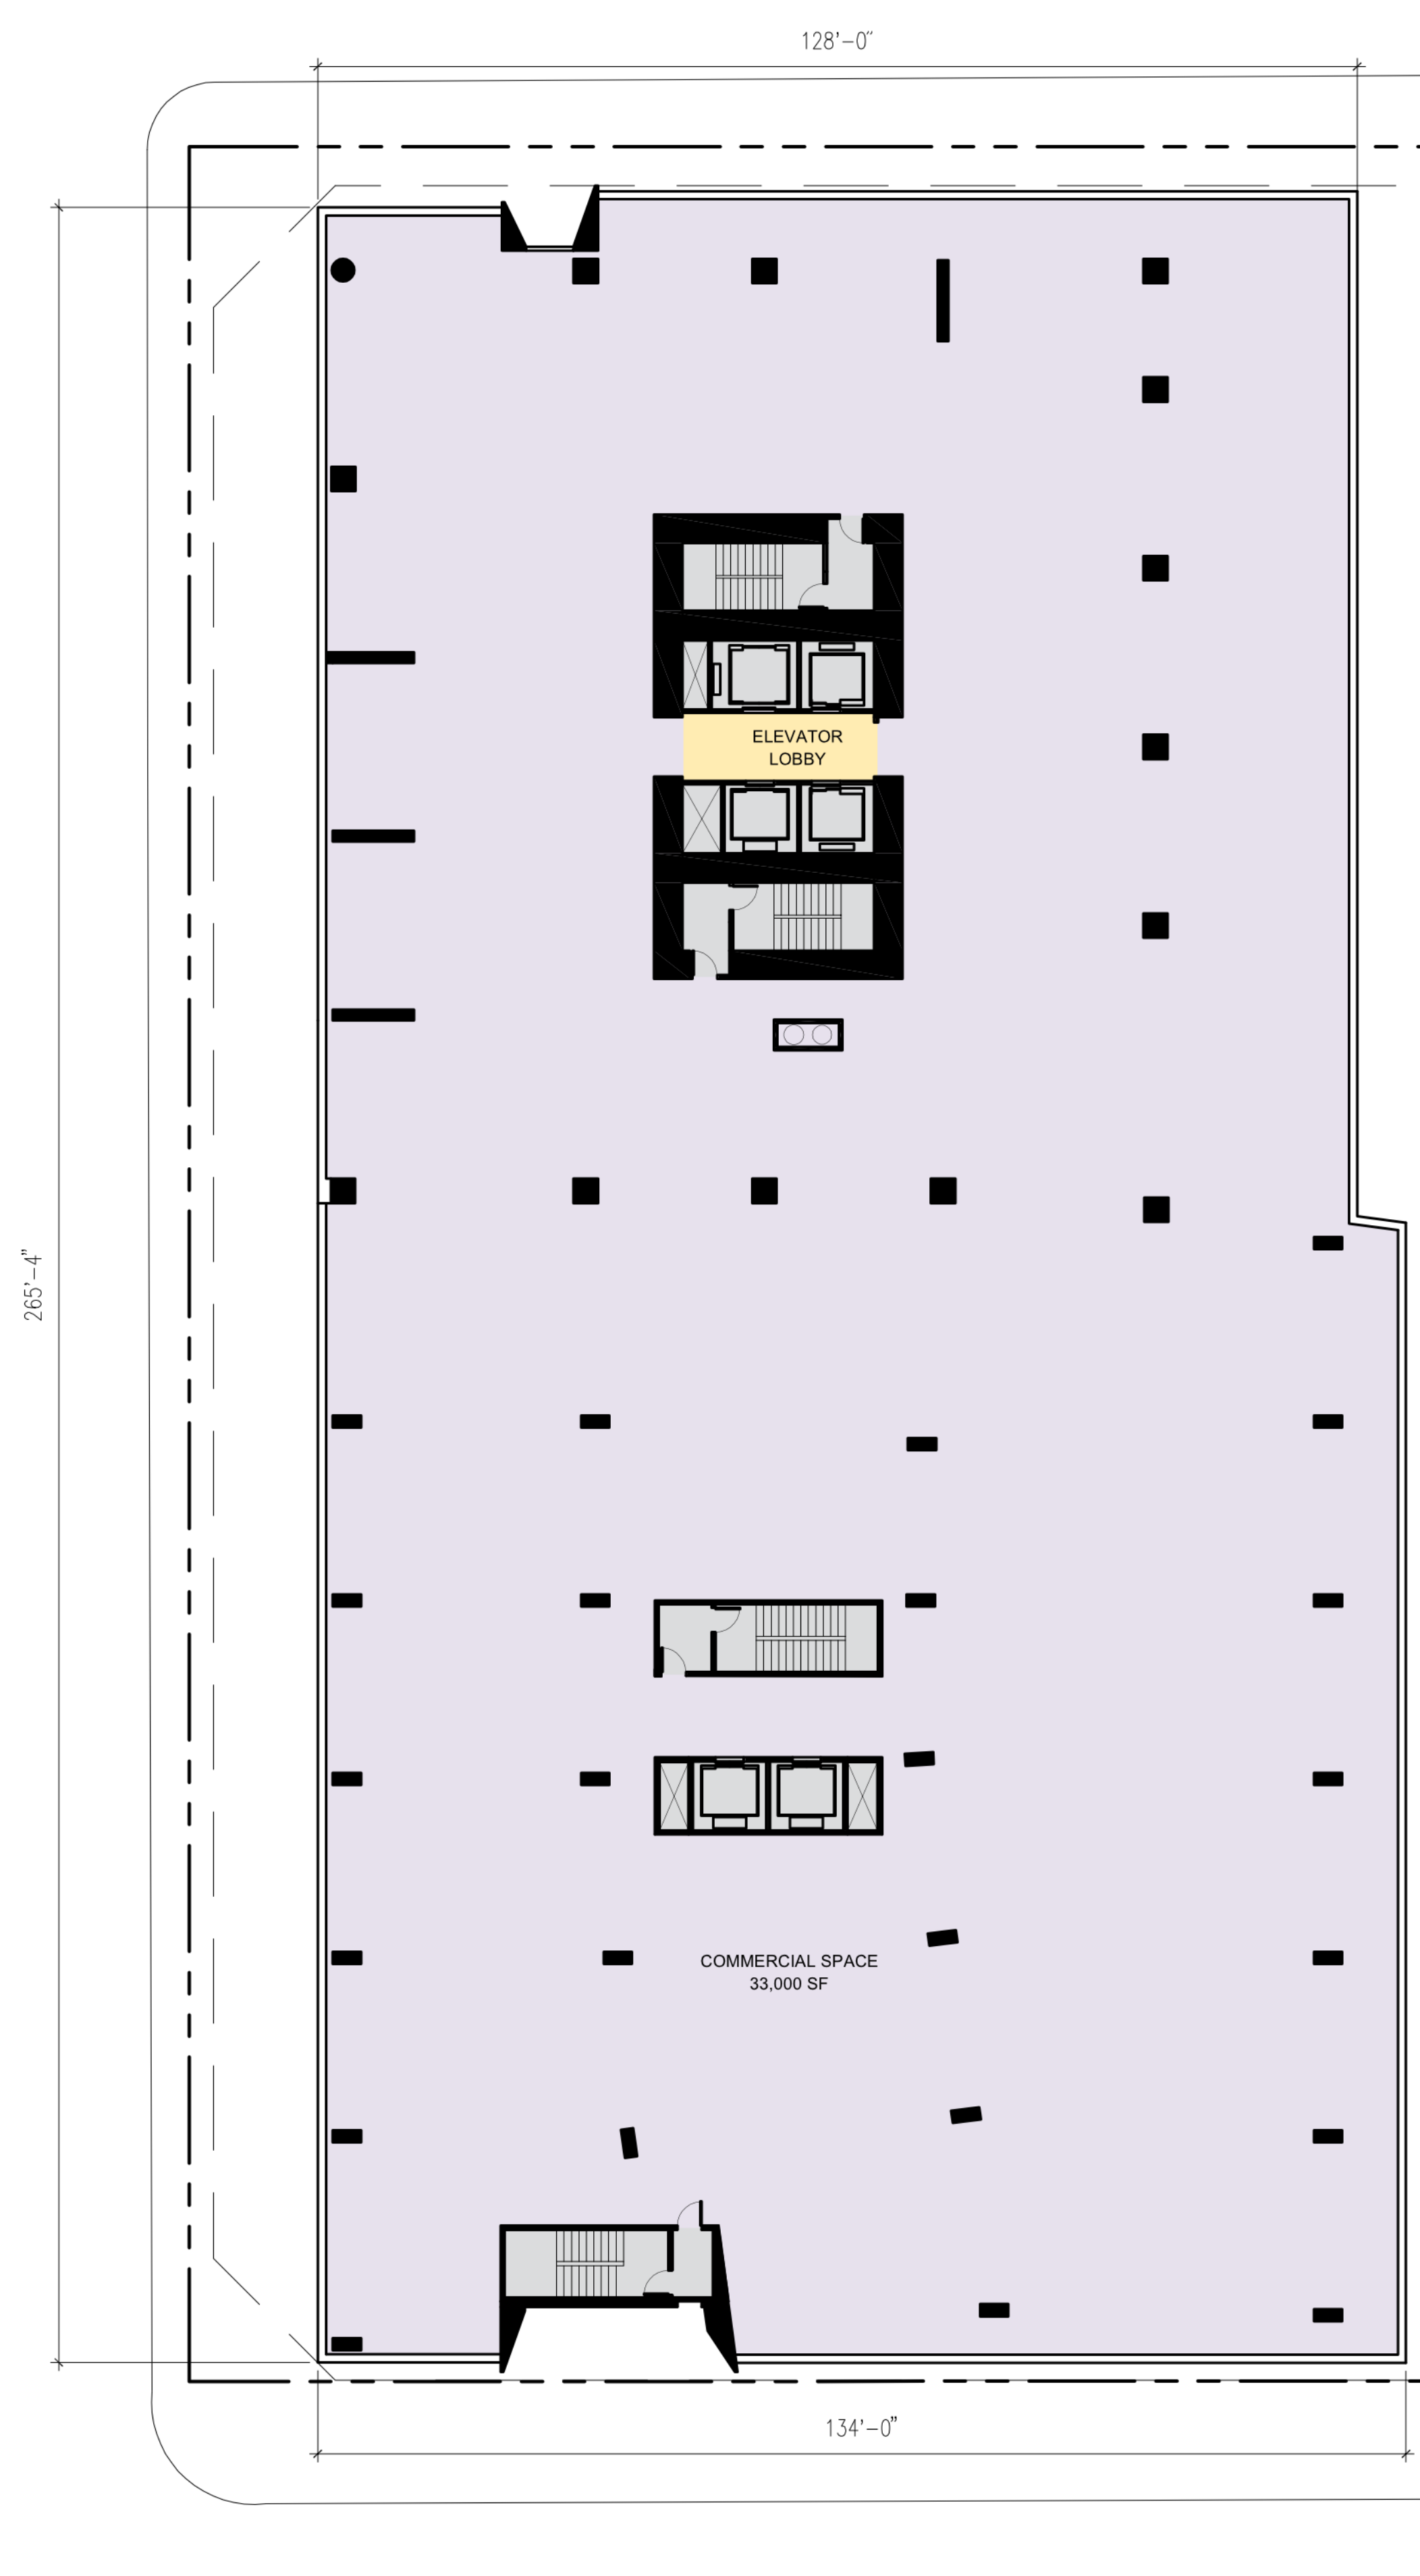 128'-0"
ELEVATOR
LOBBY
265'-4"
COMMERCIAL SPACE
33,000 SF
134'-0"